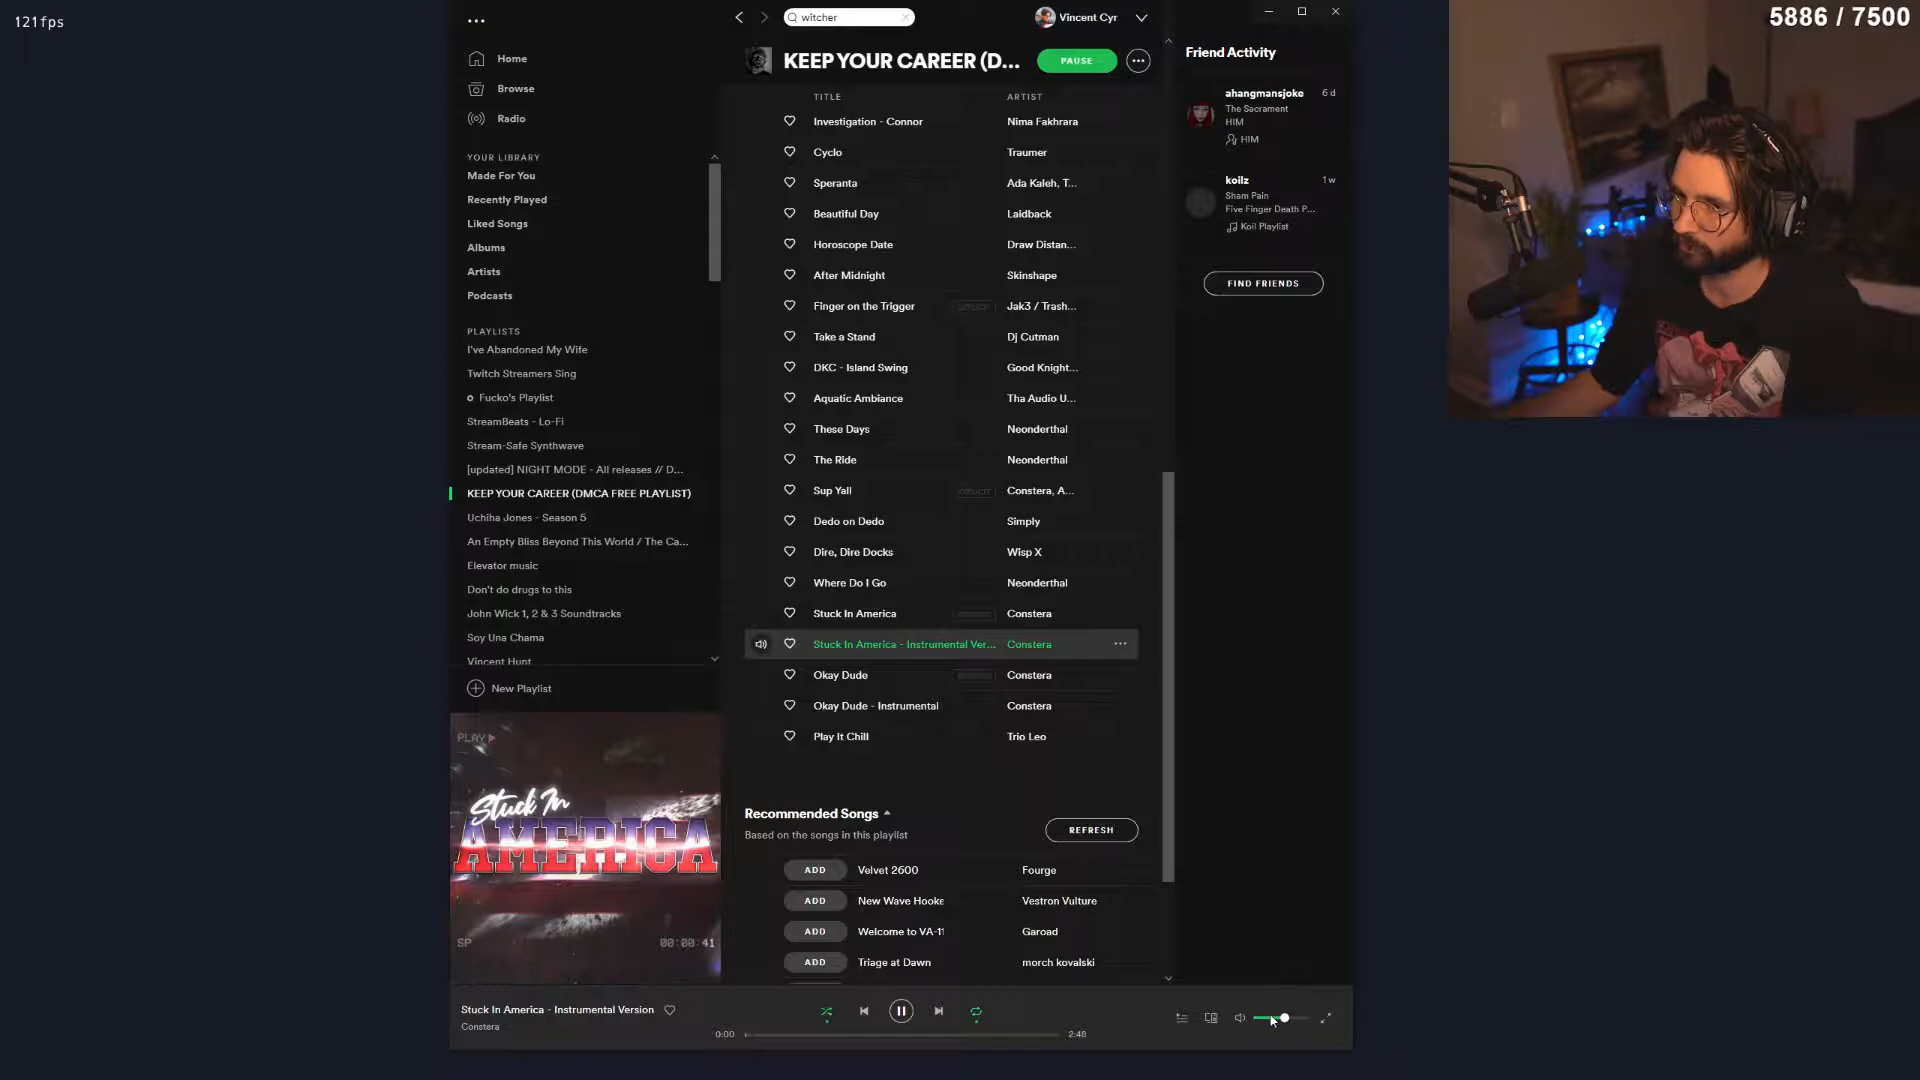 121fps
5886 / 7500
witcher
Vincent Cyr
Home
Browse
Radio
YOUR LIBRARY
Made For You
Recently Played
Liked Songs
Albums
Artists
Podcasts
PLAYLISTS
I've Abandoned My Wife
Twitch Streamers Sing
Fucko's Playlist
StreamBeats - Lo-Fi
Stream-Safe Synthwave
[updated] NIGHT MODE - All releases // D...
KEEP YOUR CAREER (DMCA FREE PLAYLIST)
Uchiha Jones - Season 5
An Empty Bliss Beyond This World / The Ca...
Elevator music
Don't do drugs to this
John Wick 1, 2 & 3 Soundtracks
Soy Una Chama
Vincent Hunt
New Playlist
PLAY
Stuck In
AMERICA
SP 00:00:41
KEEP YOUR CAREER (D...
PAUSE
TITLE ARTIST
Investigation - Connor Nima Fakhrara
Cyclo Traumer
Speranta Ada Kaleh, T...
Beautiful Day Laidback
Horoscope Date Draw Distan...
After Midnight Skinshape
Finger on the Trigger EXPLICIT Jak3 / Trash...
Take a Stand Dj Cutman
DKC - Island Swing Good Knight...
Aquatic Ambiance Tha Audio U...
These Days Neonderthal
The Ride Neonderthal
Sup Yall EXPLICIT Constera, A...
Dedo on Dedo Simply
Dire, Dire Docks Wisp X
Where Do I Go Neonderthal
Stuck In America Constera
Stuck In America - Instrumental Ver... Constera
Okay Dude Constera
Okay Dude - Instrumental Constera
Play It Chill Trio Leo
Recommended Songs
Based on the songs in this playlist
REFRESH
ADD Velvet 2600 Fourge
ADD New Wave Hooke Vestron Vulture
ADD Welcome to VA-11 Garoad
ADD Triage at Dawn morch kovalski
Friend Activity
ahangmansjoke 6 d
The Sacrament
HIM
HIM
koilz 1 w
Sham Pain
Five Finger Death P...
Koil Playlist
FIND FRIENDS
Stuck In America - Instrumental Version
Constera
0:00
2:48